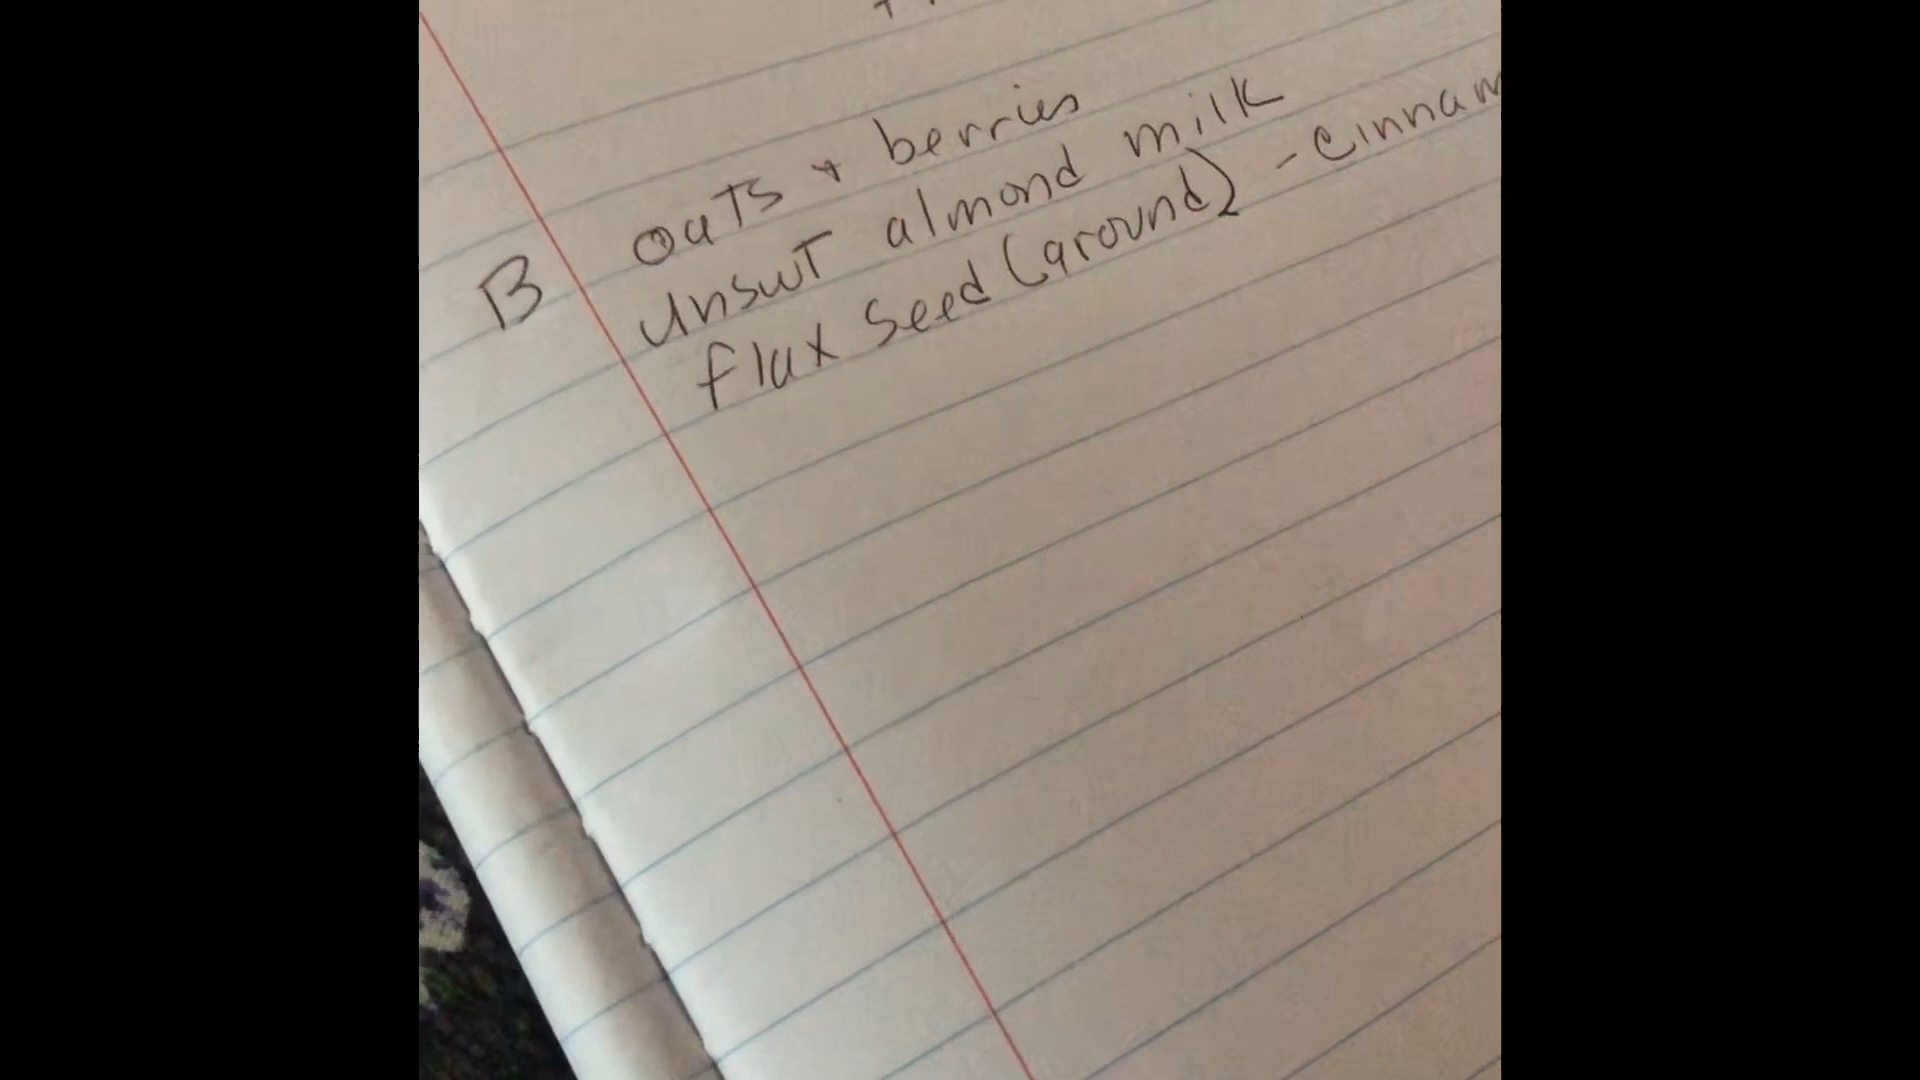 B oats + berries
unswt almond milk
flax seed (ground) - cinnam